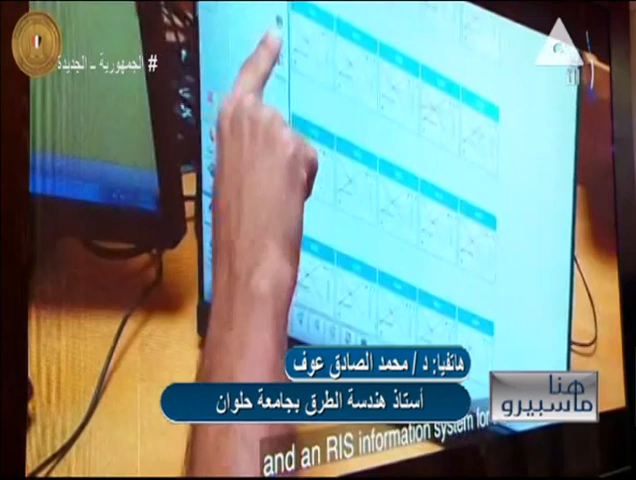 # الجمهورية _ الجديدة
هاتفيا: د / محمد الصادق عوف
أستاذ هندسة الطرق بجامعة حلوان
هنا
ماسبيرو
and an RIS information system for